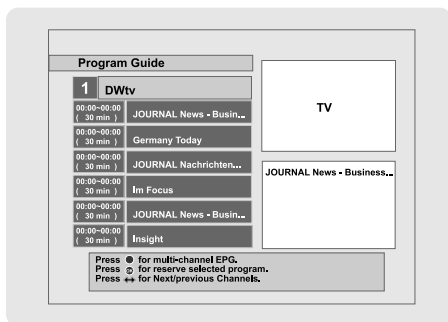 Program Guide
1 DWtv
00:00~00:00
( 30 min )
JOURNAL News - Busin...
00:00~00:00
( 30 min )
Germany Today
00:00~00:00
( 30 min )
JOURNAL Nachrichten...
00:00~00:00
( 30 min )
Im Focus
00:00~00:00
( 30 min )
JOURNAL News - Busin...
00:00~00:00
( 30 min )
Insight
TV
JOURNAL News - Business...
Press ● for multi-channel EPG.
Press for reserve selected program.
Press ↔ for Next/previous Channels.